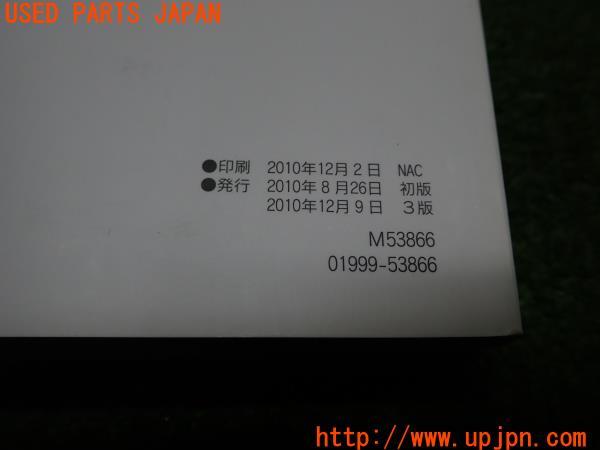 USED PARTS JAPAN
●印刷 2010年12月2日 NAC
●発行 2010年8月26日 初版
2010年12月9日 3版
M53866
01999-53866
http://www.upjpn.com